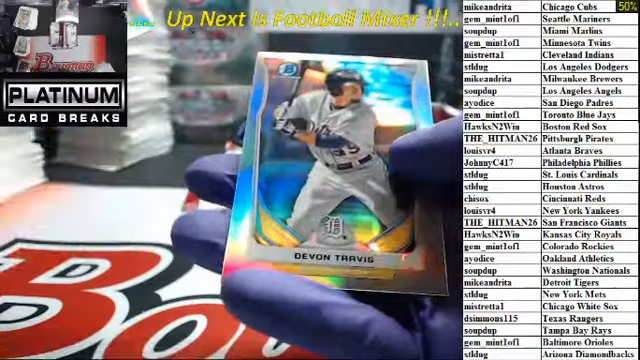 .... Up Next Is Football Mixer !!!..
50%
PLATINUM
CARD BREAKS
Bowman
DEVON TRAVIS
mikeandrita Chicago Cubs
gem_mint1of1 Seattle Mariners
soupdup Miami Marlins
gem_mint1of1 Minnesota Twins
mistretta1 Cleveland Indians
stldug Los Angeles Dodgers
mikeandrita Milwaukee Brewers
soupdup Los Angeles Angels
ayodice San Diego Padres
gem_mint1of1 Toronto Blue Jays
HawksN2Win Boston Red Sox
THE_HITMAN26 Pittsburgh Pirates
louisvr4 Atlanta Braves
JohnnyC417 Philadelphia Phillies
stldug St. Louis Cardinals
stldug Houston Astros
chisox Cincinnati Reds
louisvr4 New York Yankees
THE_HITMAN26 San Francisco Giants
HawksN2Win Kansas City Royals
gem_mint1of1 Colorado Rockies
ayodice Oakland Athletics
soupdup Washington Nationals
mikeandrita Detroit Tigers
stldug New York Mets
mistretta1 Chicago White Sox
dsimmons115 Texas Rangers
soupdup Tampa Bay Rays
gem_mint1of1 Baltimore Orioles
stldug Arizona Diamondbacks